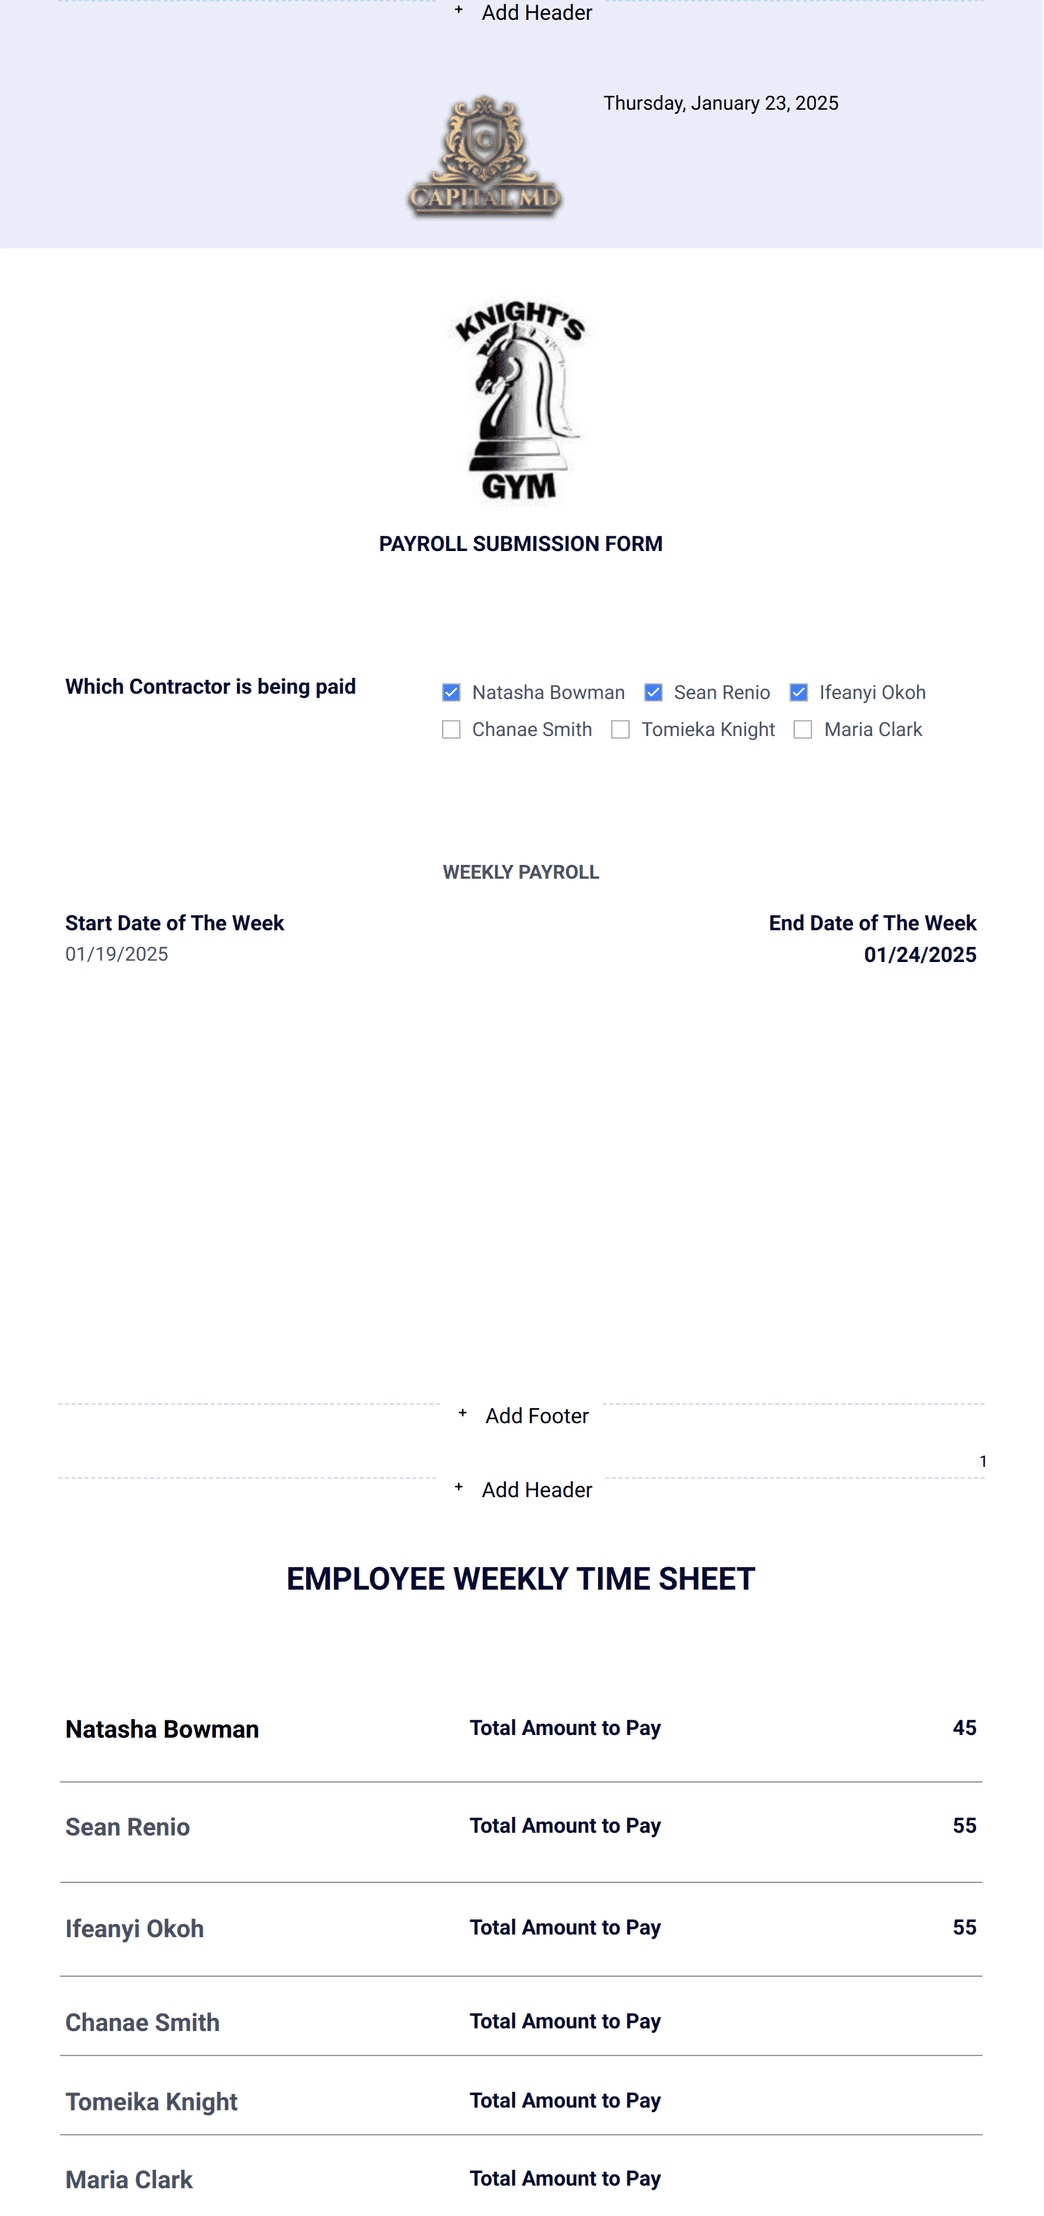 + Add Header
Thursday, January 23, 2025
C
CAPITAL MD
KNIGHT'S
GYM
PAYROLL SUBMISSION FORM
Which Contractor is being paid
Natasha Bowman Sean Renio Ifeanyi Okoh
Chanae Smith Tomieka Knight Maria Clark
WEEKLY PAYROLL
Start Date of The Week End Date of The Week
01/19/2025 01/24/2025
+ Add Footer
1
+ Add Header
EMPLOYEE WEEKLY TIME SHEET
Natasha Bowman Total Amount to Pay 45
Sean Renio Total Amount to Pay 55
Ifeanyi Okoh Total Amount to Pay 55
Chanae Smith Total Amount to Pay
Tomeika Knight Total Amount to Pay
Maria Clark Total Amount to Pay